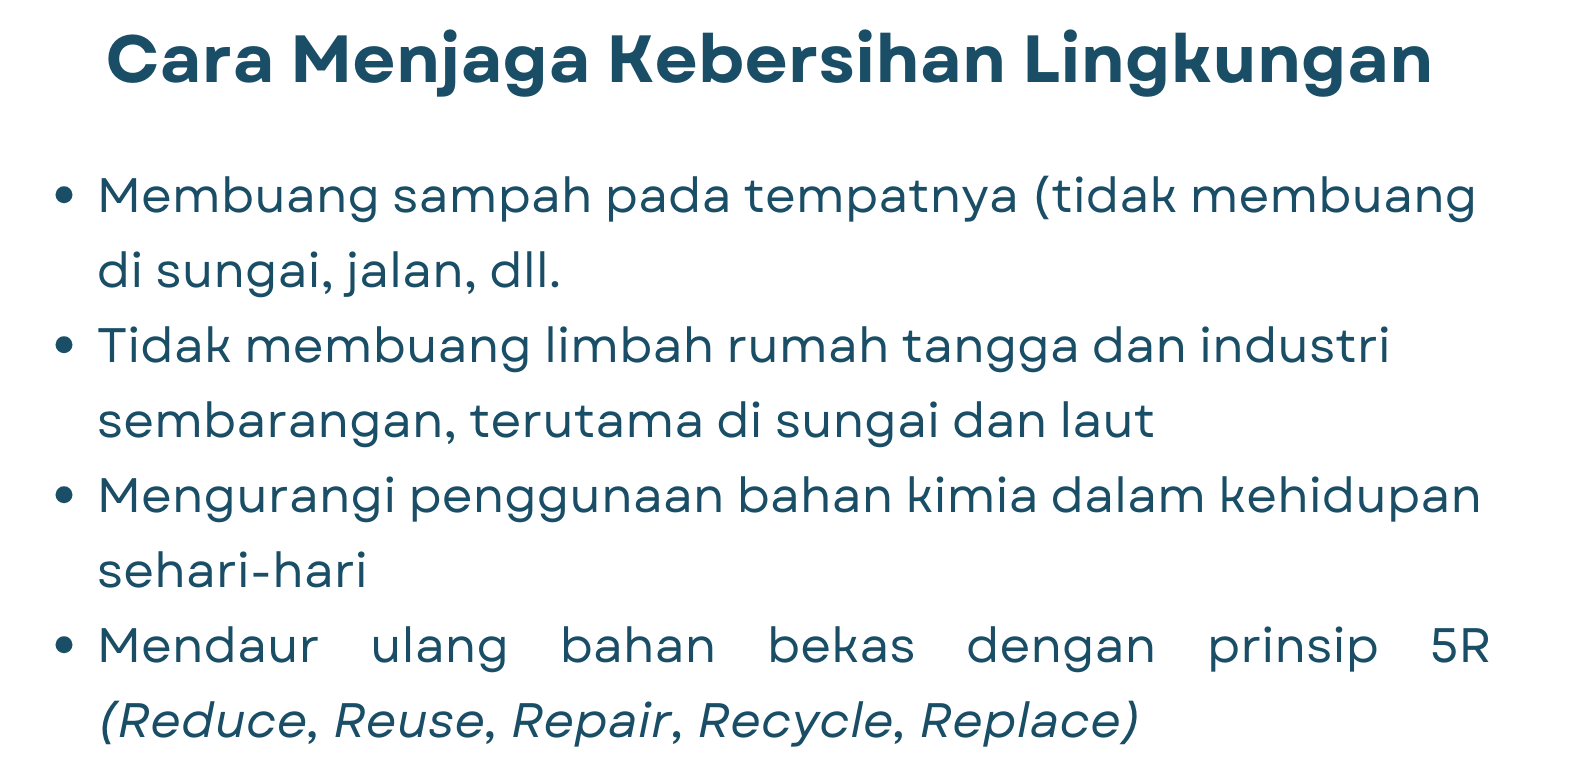 Cara Menjaga Kebersihan Lingkungan
• Membuang sampah pada tempatnya (tidak membuang
di sungai, jalan, dll.
• Tidak membuang limbah rumah tangga dan industri
sembarangan, terutama di sungai dan laut
• Mengurangi penggunaan bahan kimia dalam kehidupan
sehari-hari
• Mendaur ulang bahan bekas dengan prinsip 5R
(Reduce, Reuse, Repair, Recycle, Replace)